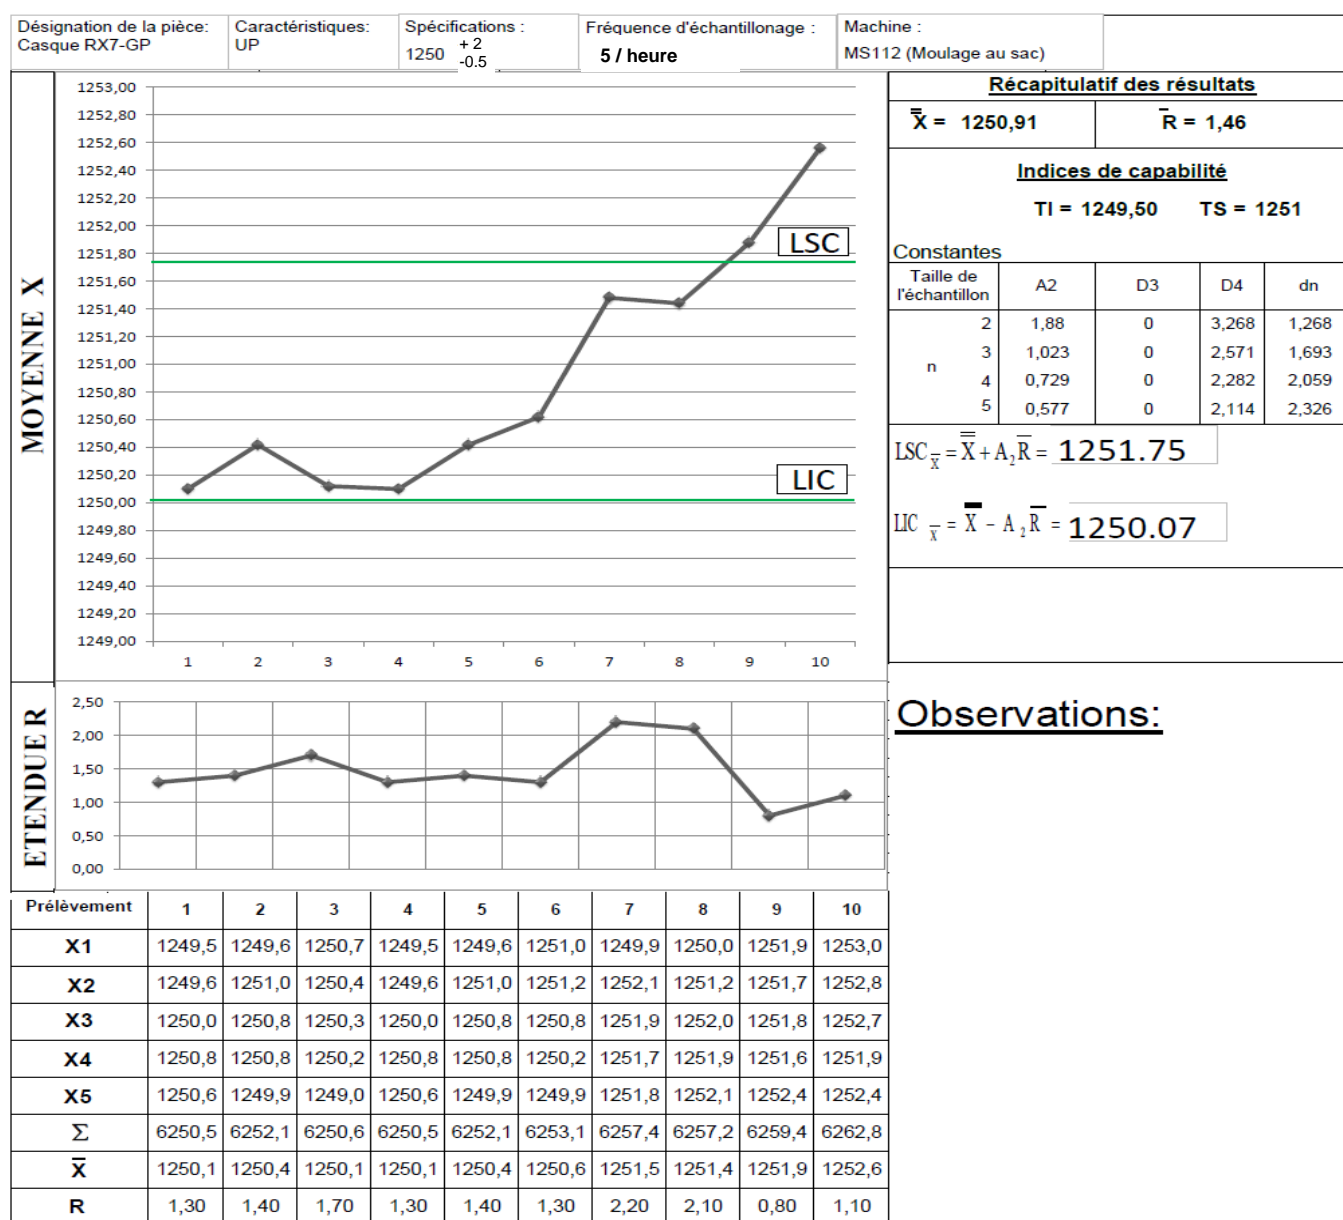 Désignation de la pièce:
Casque RX7-GP
Caractéristiques:
UP
Spécifications :
1250 + 2
-0.5
Fréquence d'échantillonage :
5 / heure
Machine :
MS112 (Moulage au sac)
MOYENNE X
1253,00
1252,80
1252,60
1252,40
1252,20
1252,00
1251,80
1251,60
1251,40
1251,20
1251,00
1250,80
1250,60
1250,40
1250,20
1250,00
1249,80
1249,60
1249,40
1249,20
1249,00
LSC
LIC
1 2 3 4 5 6 7 8 9 10
Récapitulatif des résultats
X̿ = 1250,91 R̄ = 1,46
Indices de capabilité
TI = 1249,50 TS = 1251
Constantes
Taille de l'échantillon A2 D3 D4 dn
n
2 1,88 0 3,268 1,268
3 1,023 0 2,571 1,693
4 0,729 0 2,282 2,059
5 0,577 0 2,114 2,326
LSC X̄ = X̿ + A₂R̄ = 1251.75
LIC X̄ = X̄ - A ₂ R̄ = 1250.07
ETENDUE R
2,50
2,00
1,50
1,00
0,50
0,00
Observations:
Prélèvement 1 2 3 4 5 6 7 8 9 10
X1 1249,5 1249,6 1250,7 1249,5 1249,6 1251,0 1249,9 1250,0 1251,9 1253,0
X2 1249,6 1251,0 1250,4 1249,6 1251,0 1251,2 1252,1 1251,2 1251,7 1252,8
X3 1250,0 1250,8 1250,3 1250,0 1250,8 1250,8 1251,9 1252,0 1251,8 1252,7
X4 1250,8 1250,8 1250,2 1250,8 1250,8 1250,2 1251,7 1251,9 1251,6 1251,9
X5 1250,6 1249,9 1249,0 1250,6 1249,9 1249,9 1251,8 1252,1 1252,4 1252,4
Σ 6250,5 6252,1 6250,6 6250,5 6252,1 6253,1 6257,4 6257,2 6259,4 6262,8
X̄ 1250,1 1250,4 1250,1 1250,1 1250,4 1250,6 1251,5 1251,4 1251,9 1252,6
R 1,30 1,40 1,70 1,30 1,40 1,30 2,20 2,10 0,80 1,10